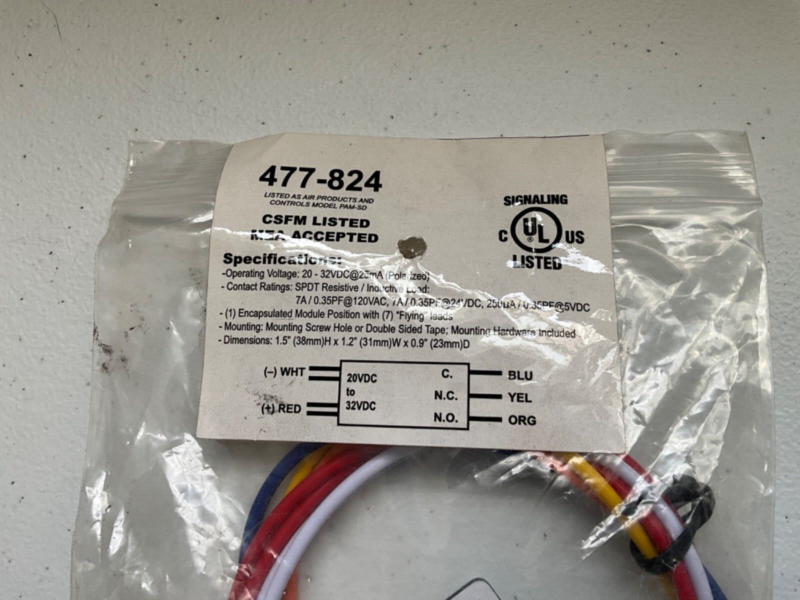 477-824
LISTED AS AIR PRODUCTS AND
CONTROLS MODEL PAM-SD
CSFM LISTED
MEA ACCEPTED
SIGNALING
C UL ® US
LISTED
Specifications:
-Operating Voltage: 20 - 32VDC@25mA (Polarized)
- Contact Ratings: SPDT Resistive / Inductive Load:
7A / 0.35PF@120VAC, 7A / 0.35PF@24VDC, 250uA / 0.35PF@5VDC
- (1) Encapsulated Module Position with (7) "Flying" leads
- Mounting: Mounting Screw Hole or Double Sided Tape; Mounting Hardware Included
- Dimensions: 1.5" (38mm)H x 1.2" (31mm)W x 0.9" (23mm)D
(-) WHT
(+) RED
20VDC
to
32VDC
C. BLU
N.C. YEL
N.O. ORG